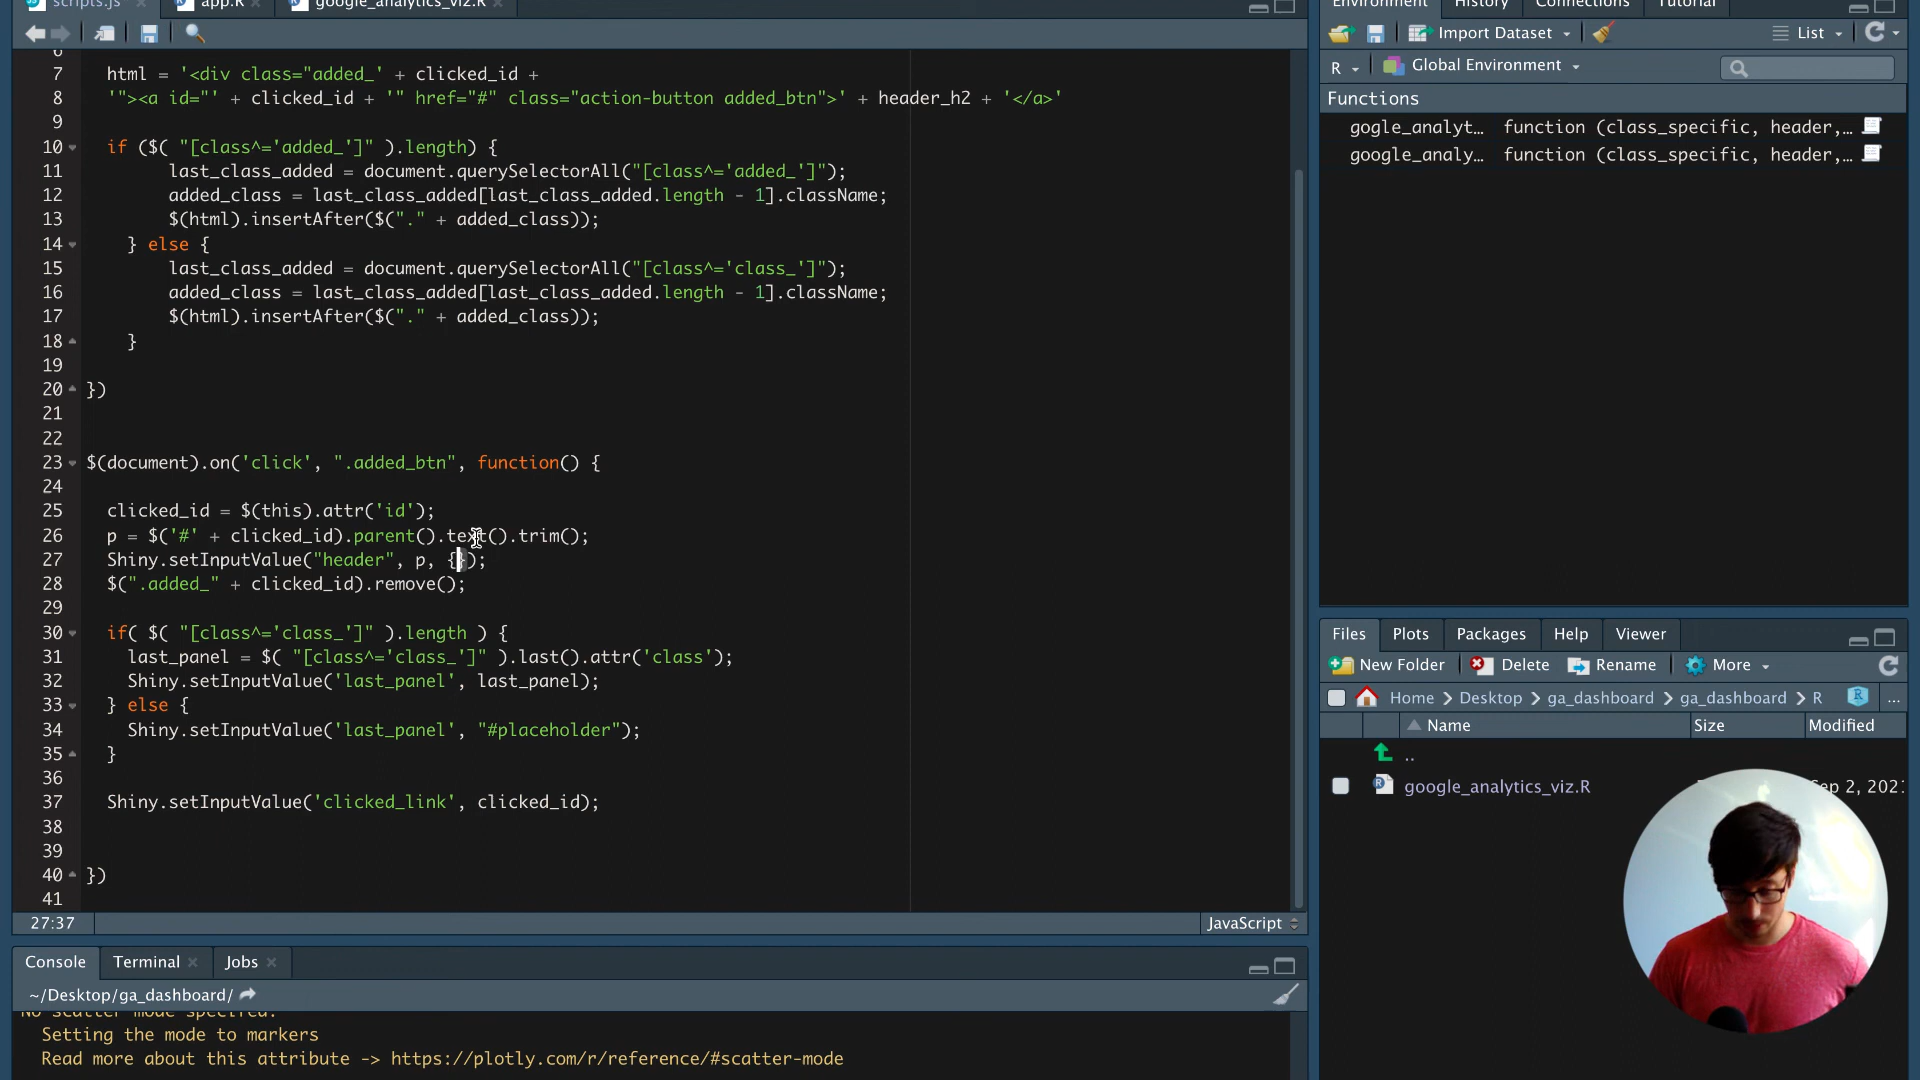 scripts.js
app.R
google_analytics_viz.R
6
7 html = '<div class="added_' + clicked_id +
8 '"><a id="' + clicked_id + '" href="#" class="action-button added_btn">' + header_h2 + '</a>'
9
10 if ($( "[class^='added_']" ).length) {
11 last_class_added = document.querySelectorAll("[class^='added_']");
12 added_class = last_class_added[last_class_added.length - 1].className;
13 $(html).insertAfter($("." + added_class));
14 } else {
15 last_class_added = document.querySelectorAll("[class^='class_']");
16 added_class = last_class_added[last_class_added.length - 1].className;
17 $(html).insertAfter($("." + added_class));
18 }
19
20 })
21
22
23 $(document).on('click', ".added_btn", function() {
24
25 clicked_id = $(this).attr('id');
26 p = $('#' + clicked_id).parent().text().trim();
27 Shiny.setInputValue("header", p, {});
28 $(".added_" + clicked_id).remove();
29
30 if( $( "[class^='class_']" ).length ) {
31 last_panel = $( "[class^='class_']" ).last().attr('class');
32 Shiny.setInputValue('last_panel', last_panel);
33 } else {
34 Shiny.setInputValue('last_panel', "#placeholder");
35 }
36
37 Shiny.setInputValue('clicked_link', clicked_id);
38
39
40 })
41
27:37
JavaScript
Console Terminal Jobs
~/Desktop/ga_dashboard/
No scatter mode specifed:
Setting the mode to markers
Read more about this attribute -> https://plotly.com/r/reference/#scatter-mode
Environment History Connections Tutorial
Import Dataset List
R Global Environment
Functions
gogle_analyt… function (class_specific, header,…
google_analy… function (class_specific, header,…
Files Plots Packages Help Viewer
New Folder Delete Rename More
Home > Desktop > ga_dashboard > ga_dashboard > R ...
Name Size Modified
..
google_analytics_viz.R ep 2, 202